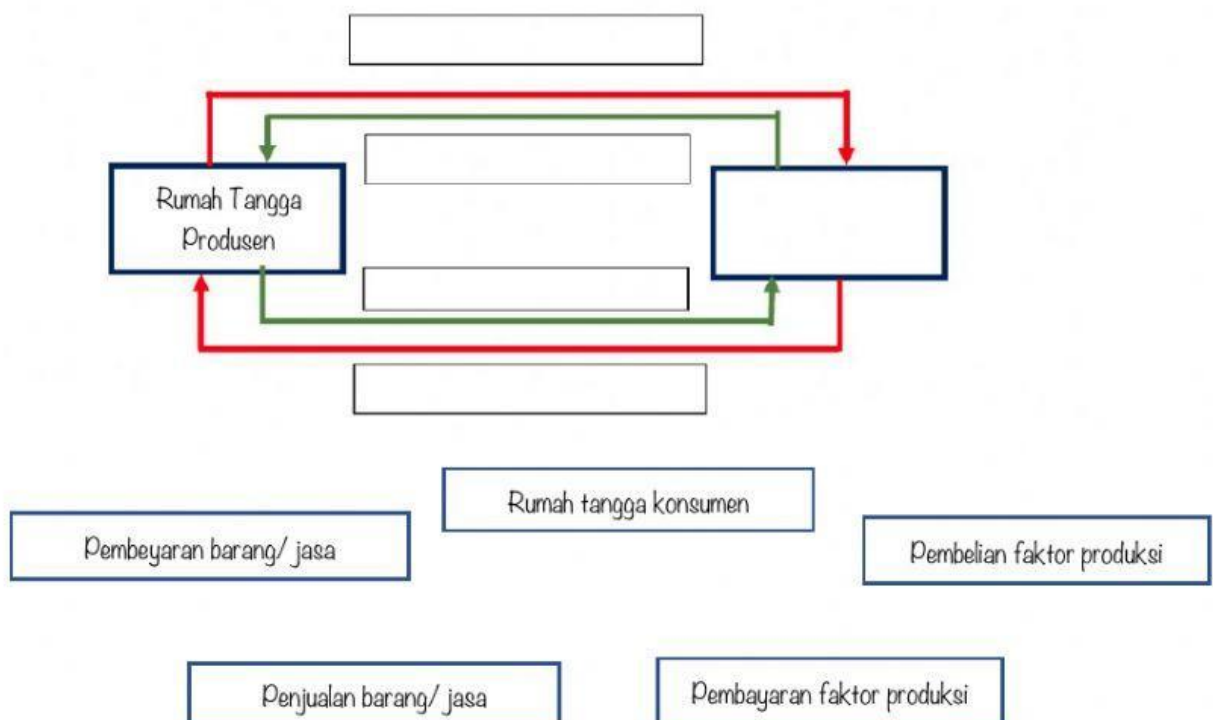 Rumah Tangga
Produsen
Rumah tangga konsumen
Pembeyaran barang/ jasa
Pembelian faktor produksi
Penjualan barang/ jasa
Pembayaran faktor produksi